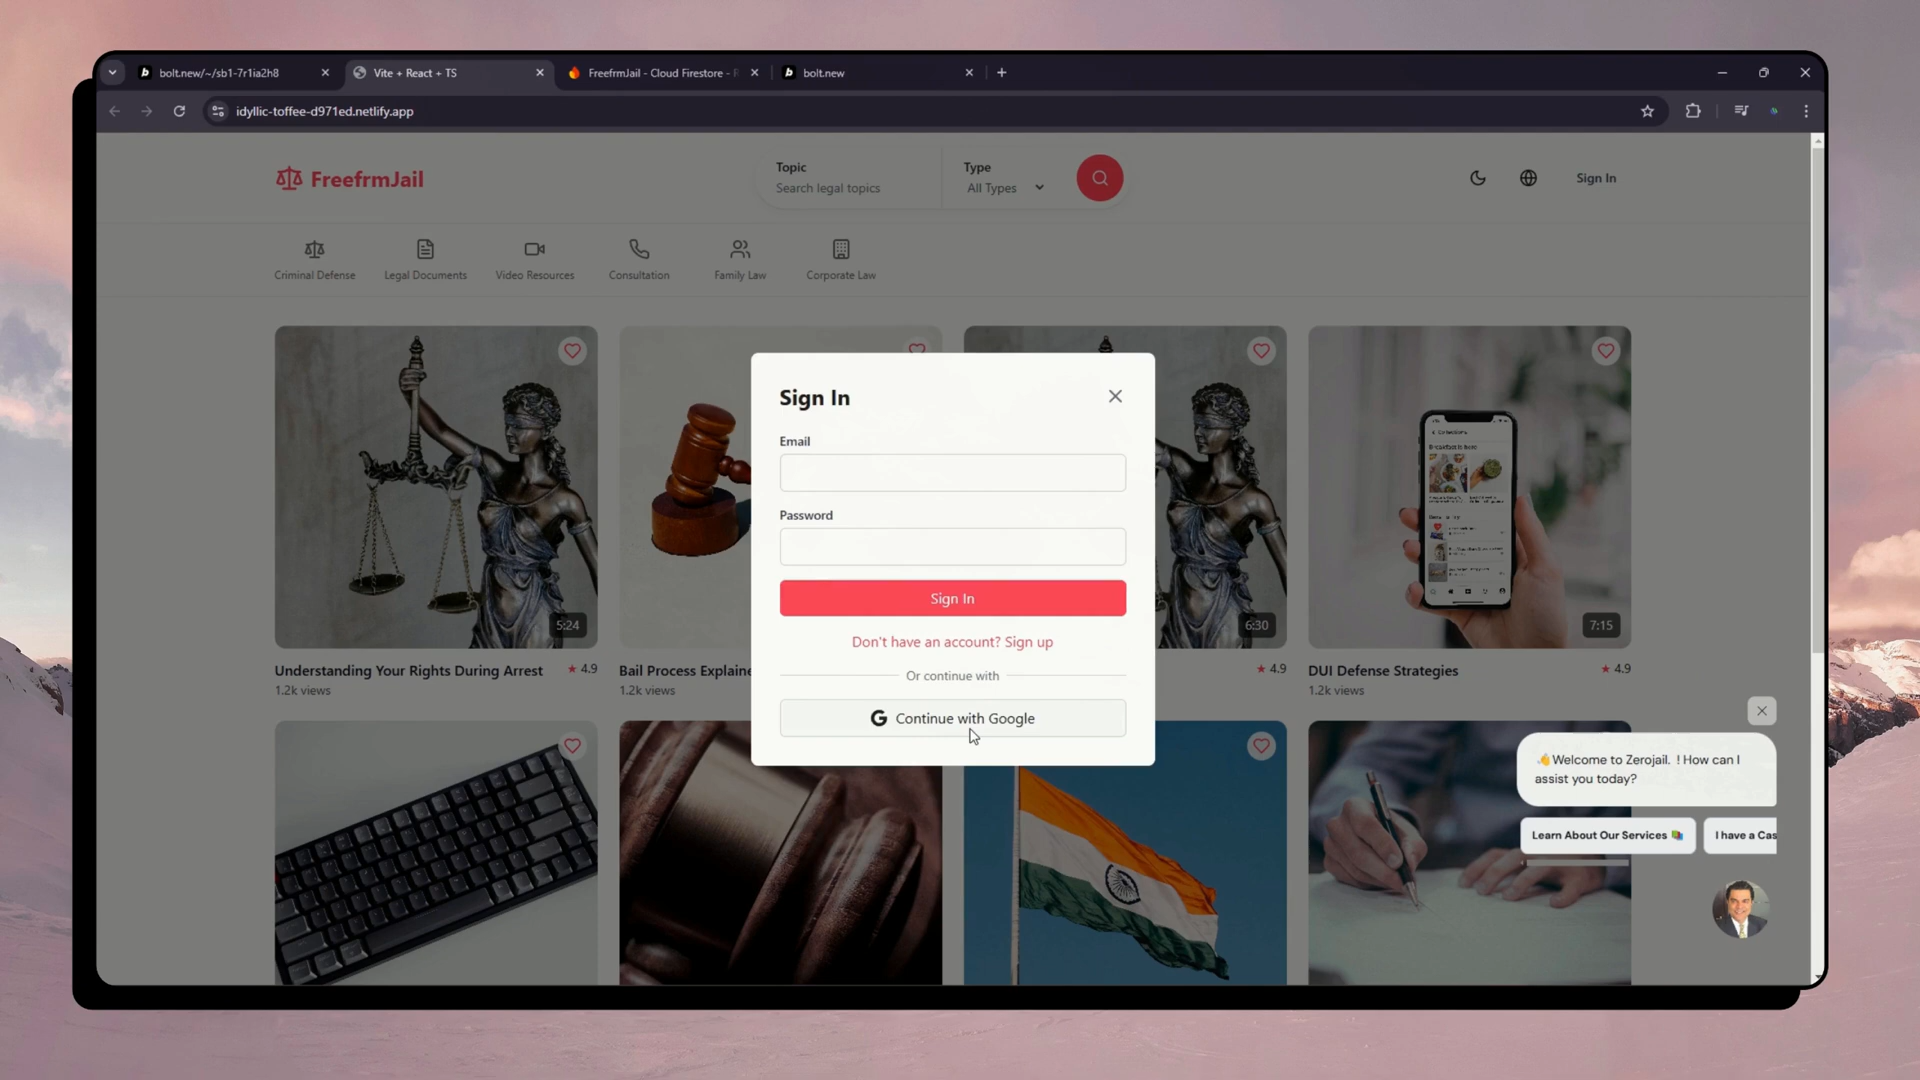 bolt.new/~/sb1-7r1ia2h8
Vite + React + TS
FreefrmJail - Cloud Firestore -
bolt.new
idyllic-toffee-d971ed.netlify.app
FreefrmJail
Topic
Search legal topics
Type
All Types
Sign In
Criminal Defense
Legal Documents
Video Resources
Consultation
Family Law
Corporate Law
Sign In
Email
Password
Sign In
Don't have an account? Sign up
Or continue with
Continue with Google
5:24
6:30
7:15
Understanding Your Rights During Arrest
★ 4.9
1.2k views
Bail Process Explaine
1.2k views
★ 4.9
DUI Defense Strategies
★ 4.9
1.2k views
👋Welcome to Zerojail. ! How can I
assist you today?
Learn About Our Services 📚
I have a Cas